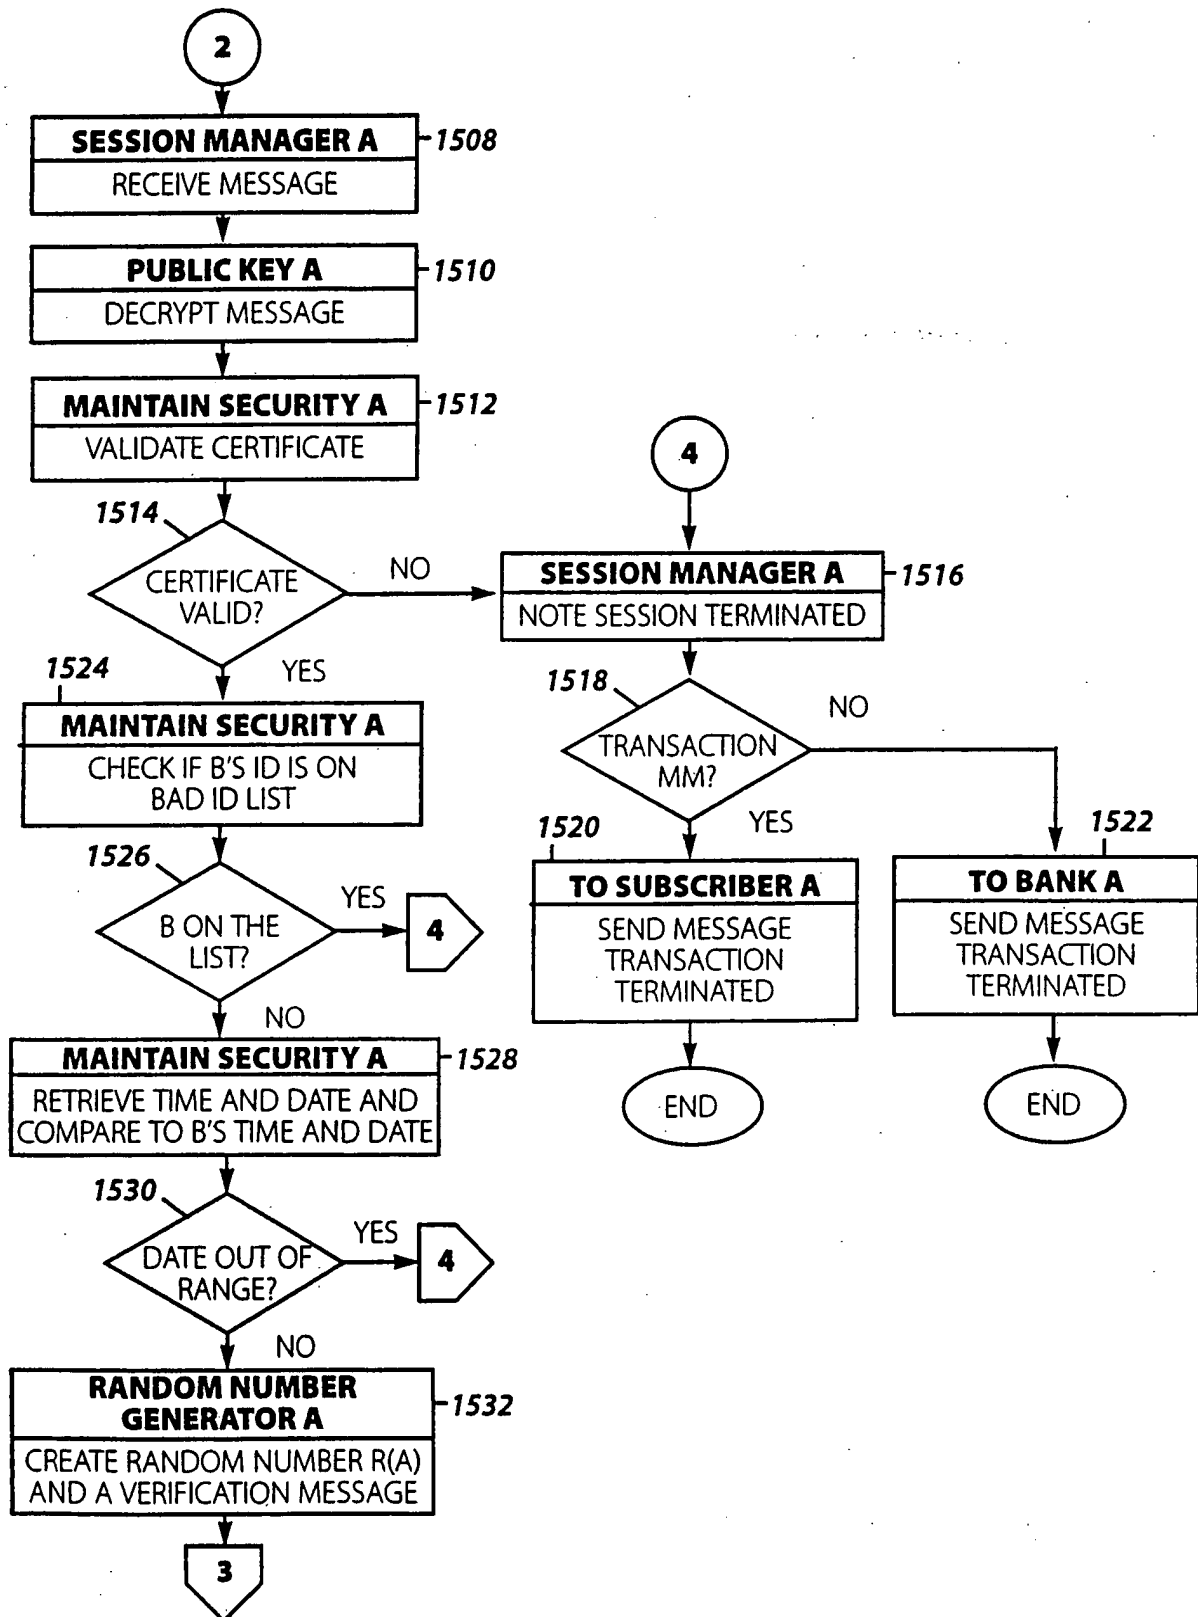 2
SESSION MANAGER A
1508
RECEIVE MESSAGE
PUBLIC KEY A
1510
DECRYPT MESSAGE
MAINTAIN SECURITY A
1512
VALIDATE CERTIFICATE
1514
CERTIFICATE
VALID?
NO
YES
4
SESSION MANAGER A
1516
NOTE SESSION TERMINATED
1518
TRANSACTION
MM?
NO
YES
1520
TO SUBSCRIBER A
SEND MESSAGE
TRANSACTION
TERMINATED
END
1522
TO BANK A
SEND MESSAGE
TRANSACTION
TERMINATED
END
1524
MAINTAIN SECURITY A
CHECK IF B'S ID IS ON
BAD ID LIST
1526
B ON THE
LIST?
YES
4
NO
MAINTAIN SECURITY A
1528
RETRIEVE TIME AND DATE AND
COMPARE TO B'S TIME AND DATE
1530
DATE OUT OF
RANGE?
YES
4
NO
RANDOM NUMBER
GENERATOR A
1532
CREATE RANDOM NUMBER R(A)
AND A VERIFICATION MESSAGE
3